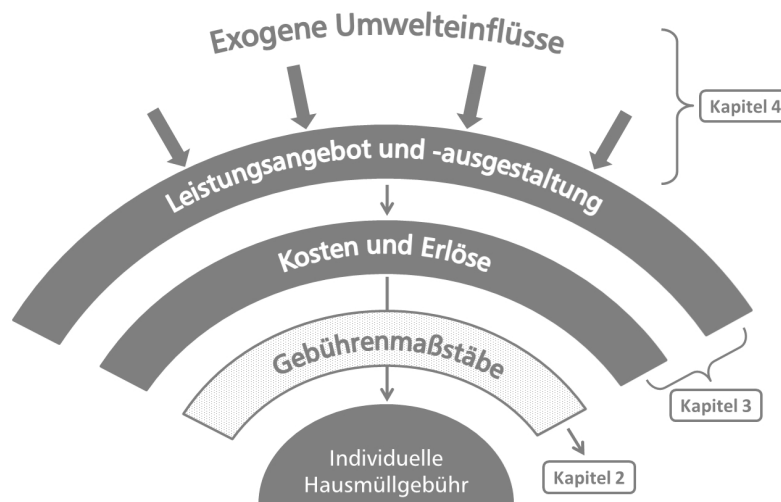 Exogene Umwelteinflüsse
Kapitel 4
Leistungsangebot und -ausgestaltung
Kosten und Erlöse
Gebührenmaßstäbe
Kapitel 3
Individuelle
Hausmüllgebühr
Kapitel 2